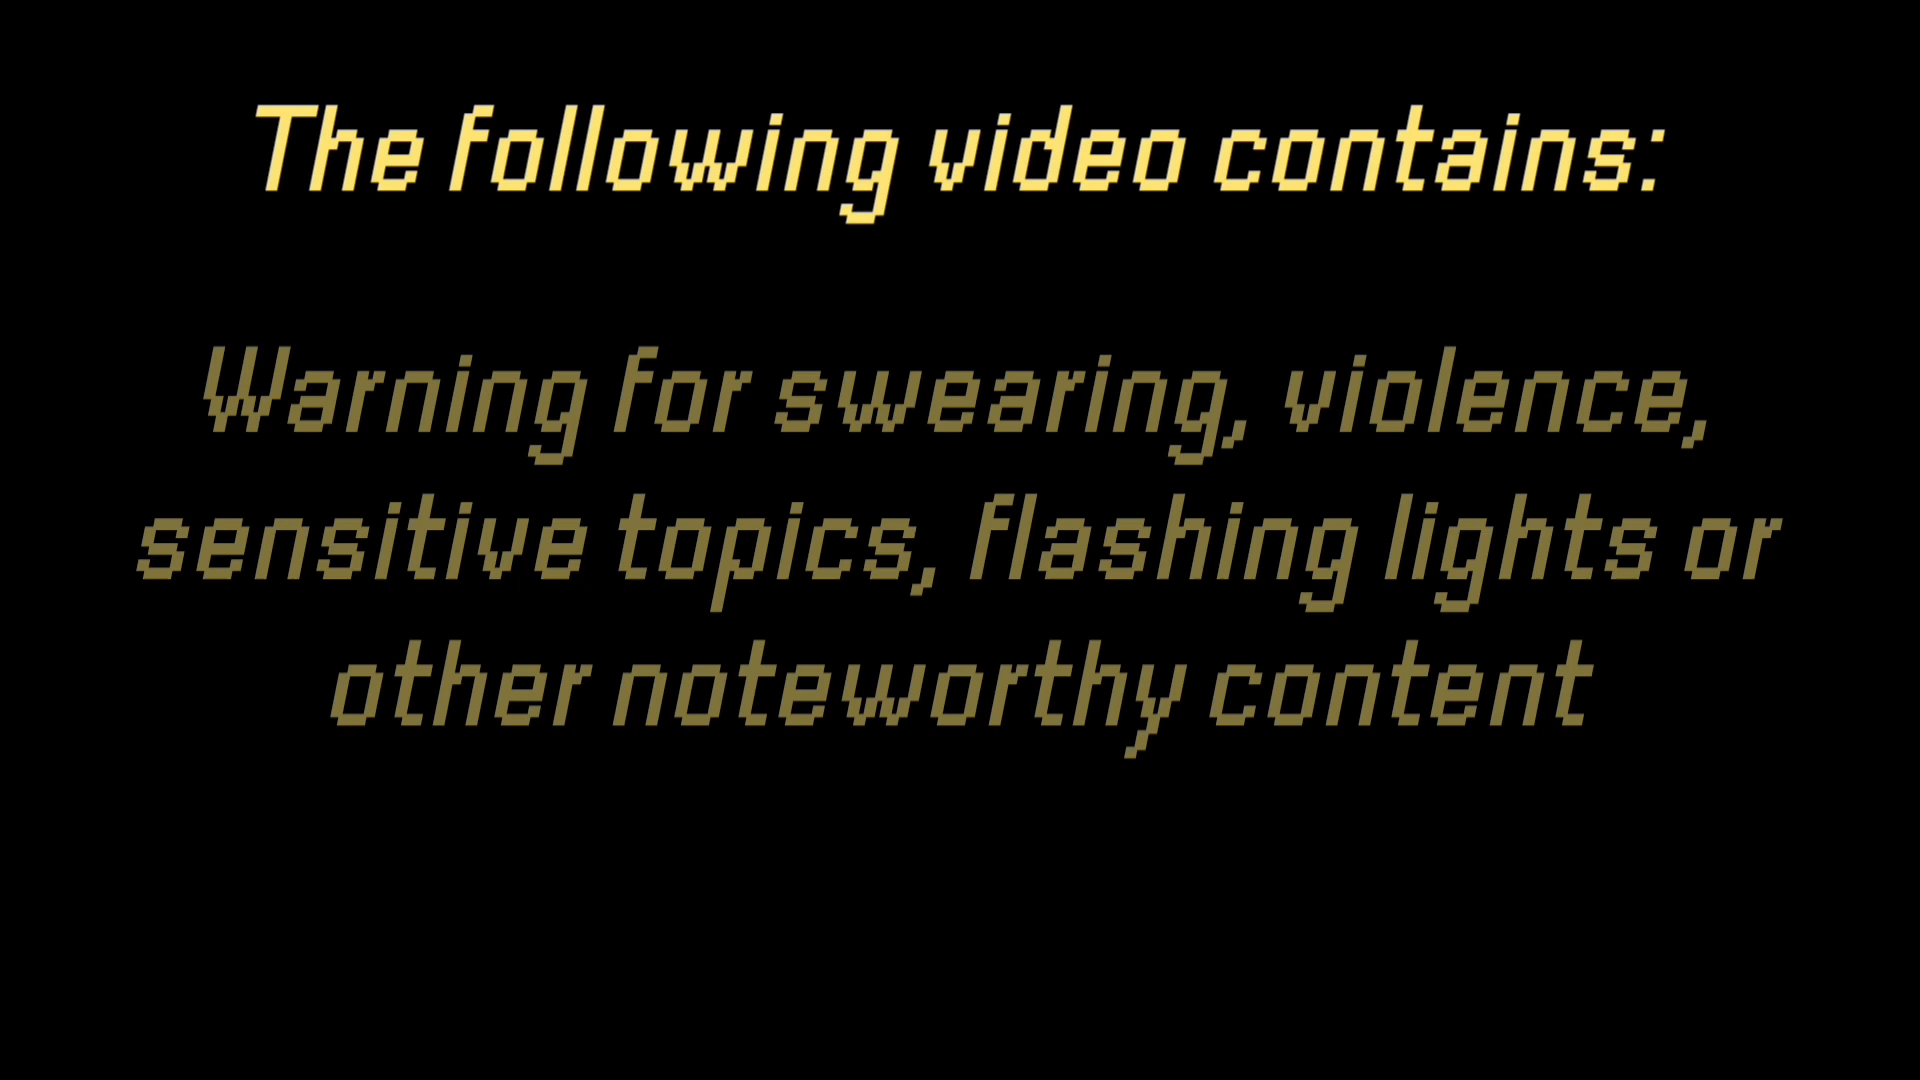 The following video contains:
Warning for swearing, violence,
sensitive topics, flashing lights or
other noteworthy content